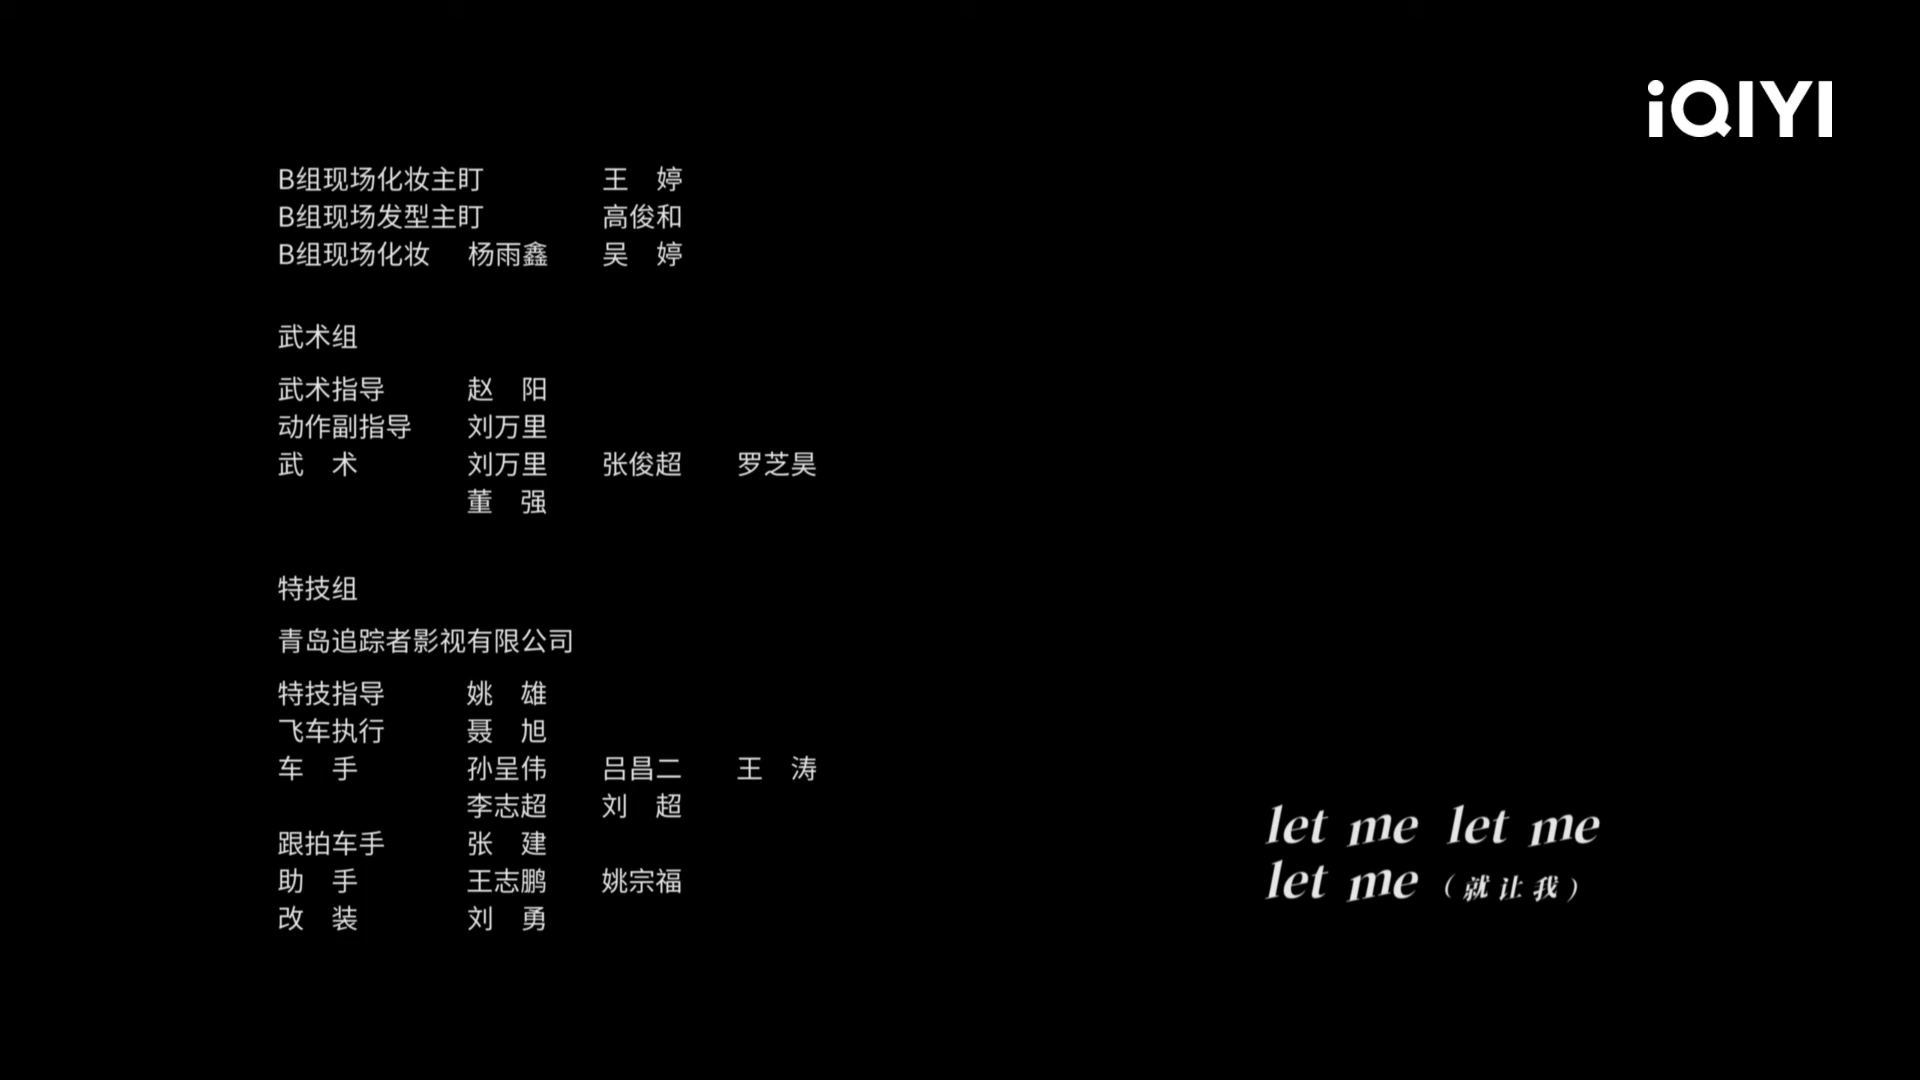 iQIYI
B组现场化妆主盯 王 婷
B组现场发型主盯 高俊和
B组现场化妆 杨雨鑫 吴 婷
武术组
武术指导 赵 阳
动作副指导 刘万里
武 术 刘万里 张俊超 罗芝昊
董 强
特技组
青岛追踪者影视有限公司
特技指导 姚 雄
飞车执行 聂 旭
车 手 孙呈伟 吕昌二 王 涛
李志超 刘 超
跟拍车手 张 建
助 手 王志鹏 姚宗福
改 装 刘 勇
let me let me
let me (就让我)